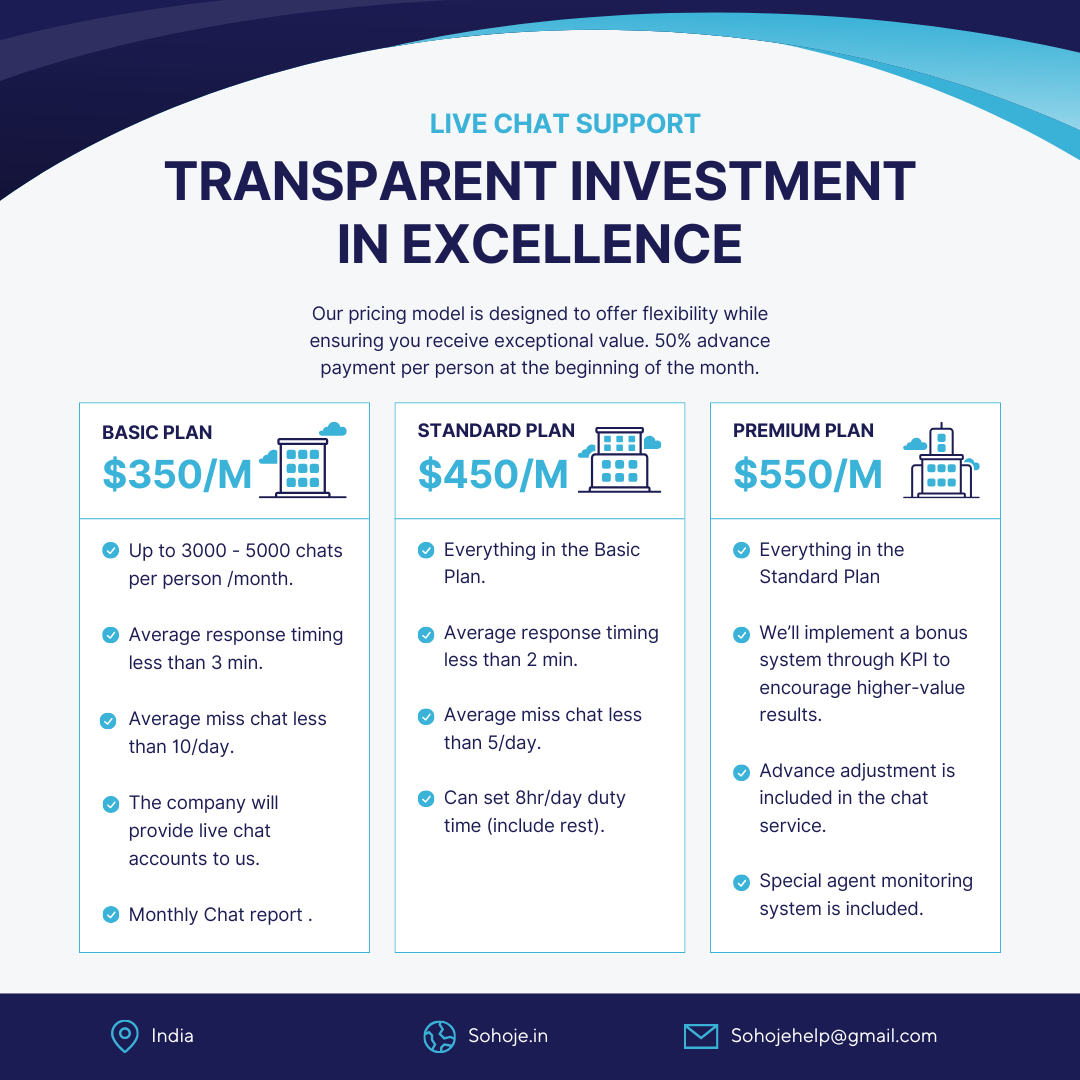 LIVE CHAT SUPPORT
TRANSPARENT INVESTMENT
IN EXCELLENCE
Our pricing model is designed to offer flexibility while
ensuring you receive exceptional value. 50% advance
payment per person at the beginning of the month.
BASIC PLAN
$350/M
Up to 3000 - 5000 chats
per person /month.
Average response timing
less than 3 min.
Average miss chat less
than 10/day.
The company will
provide live chat
accounts to us.
Monthly Chat report .
STANDARD PLAN
$450/M
Everything in the Basic
Plan.
Average response timing
less than 2 min.
Average miss chat less
than 5/day.
Can set 8hr/day duty
time (include rest).
PREMIUM PLAN
$550/M
Everything in the
Standard Plan
We’ll implement a bonus
system through KPI to
encourage higher-value
results.
Advance adjustment is
included in the chat
service.
Special agent monitoring
system is included.
India
Sohoje.in
Sohojehelp@gmail.com